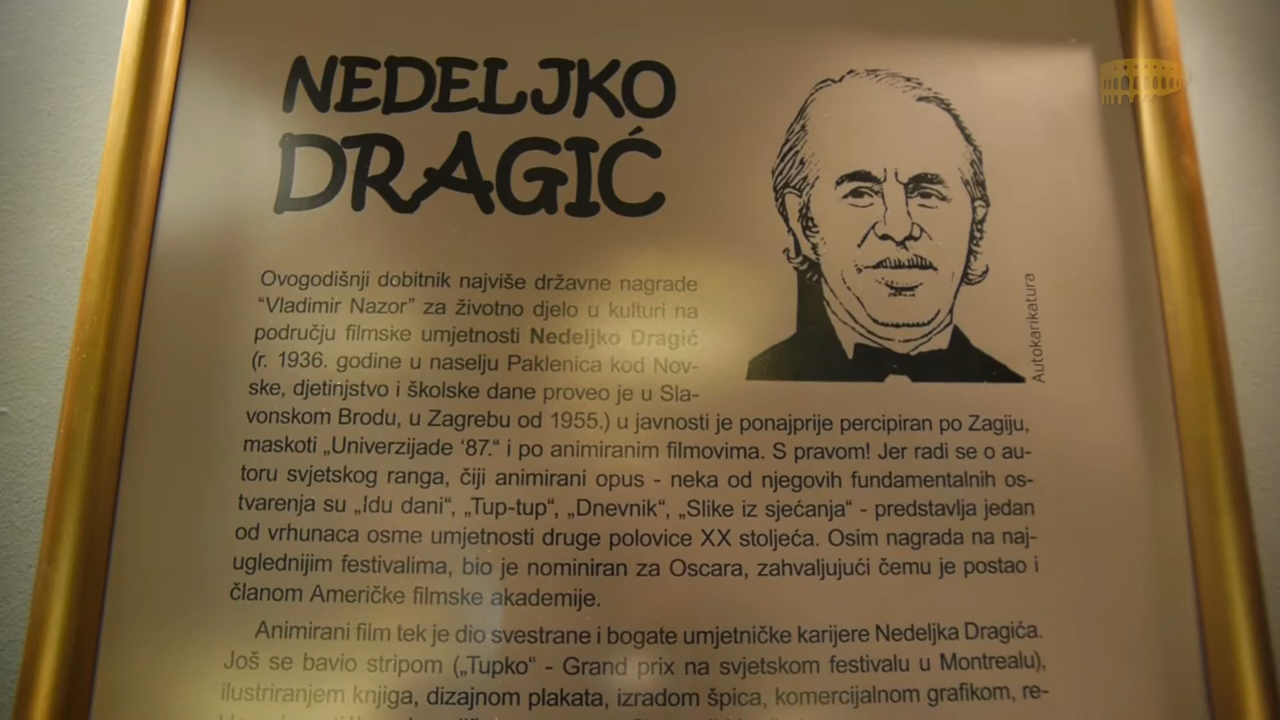 NEDELJKO
DRAGIĆ
Ovogodišnji dobitnik najviše državne nagrade
“Vladimir Nazor” za životno djelo u kulturi na
području filmske umjetnosti Nedeljko Dragić
(r. 1936. godine u naselju Paklenica kod Nov-
ske, djetinjstvo i školske dane proveo je u Sla-
vonskom Brodu, u Zagrebu od 1955.) u javnosti je ponajprije percipiran po Zagiju,
maskoti „Univerzijade ‘87.“ i po animiranim filmovima. S pravom! Jer radi se o au-
toru svjetskog ranga, čiji animirani opus - neka od njegovih fundamentalnih os-
tvarenja su „Idu dani“, „Tup-tup“, „Dnevnik“, „Slike iz sjećanja“ - predstavlja jedan
od vrhunaca osme umjetnosti druge polovice XX stoljeća. Osim nagrada na naj-
uglednijim festivalima, bio je nominiran za Oscara, zahvaljujući čemu je postao i
članom Američke filmske akademije.
Animirani film tek je dio svestrane i bogate umjetničke karijere Nedeljka Dragića.
Još se bavio stripom („Tupko“ - Grand prix na svjetskom festivalu u Montrealu),
ilustriranjem knjiga, dizajnom plakata, izradom špica, komercijalnom grafikom, re-
Autokarikatura